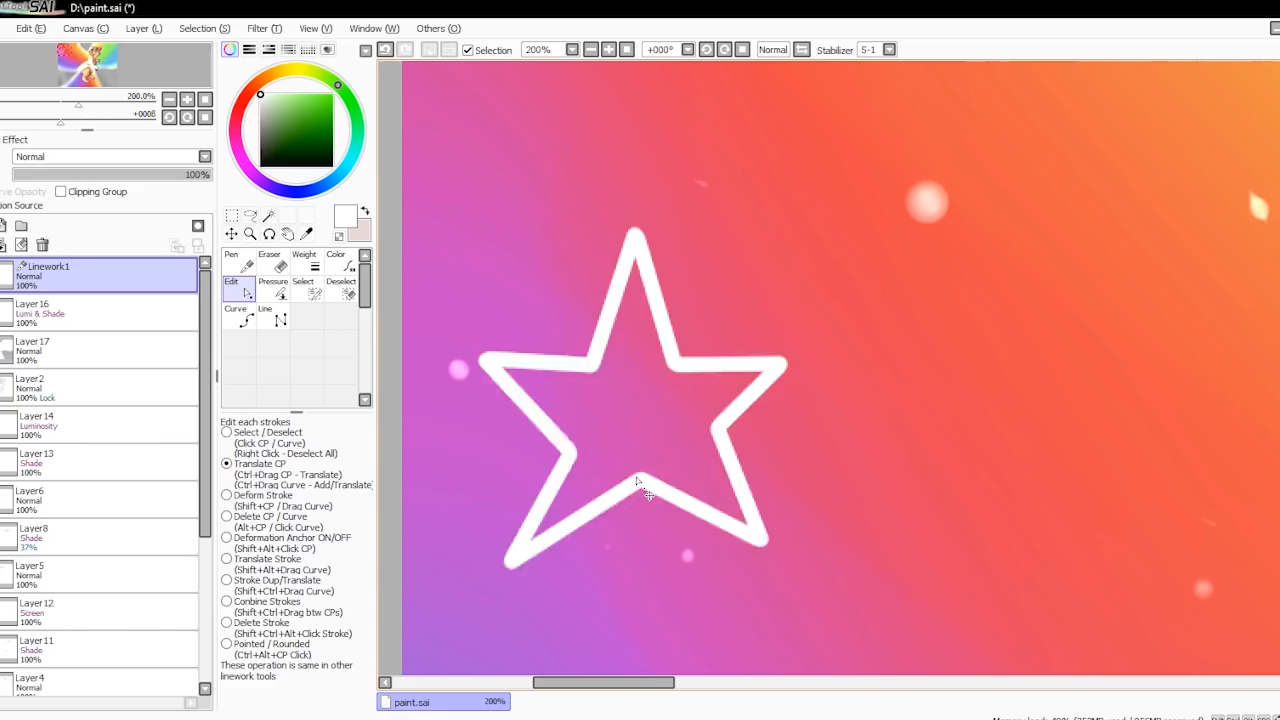 SAI D:\paint.sai (*)
Edit (E) Canvas (C) Layer (L) Selection (S) Filter (T) View (V) Window (W) Others (O)
Selection 200% +000° Normal Stabilizer S-1
200.0%
Effect
Normal
100%
Clipping Group
Linework1
Normal
100%
Layer16
Lumi & Shade
100%
Layer17
Normal
100%
Layer2
Normal
100% Lock
Layer14
Luminosity
100%
Layer13
Shade
100%
Layer6
Normal
100%
Layer8
Shade
37%
Layer5
Normal
100%
Layer12
Screen
100%
Layer11
Shade
100%
Layer4
Normal
Pen Eraser Weight Color
Edit Pressure Select Deselect
Curve Line
Edit each strokes
Select / Deselect
(Click CP / Curve)
(Right Click - Deselect All)
Translate CP
(Ctrl+Drag CP - Translate)
(Ctrl+Drag Curve - Add/Translate
Deform Stroke
(Shift+CP / Drag Curve)
Delete CP / Curve
(Alt+CP / Click Curve)
Deformation Anchor ON/OFF
(Shift+Alt+Click CP)
Translate Stroke
(Shift+Alt+Drag Curve)
Stroke Dup/Translate
(Shift+Ctrl+Drag Curve)
Conbine Strokes
(Shift+Ctrl+Drag btw CPs)
Delete Stroke
(Shift+Ctrl+Alt+Click Stroke)
Pointed / Rounded
(Ctrl+Alt+CP Click)
These operation is same in other
linework tools
paint.sai 200%